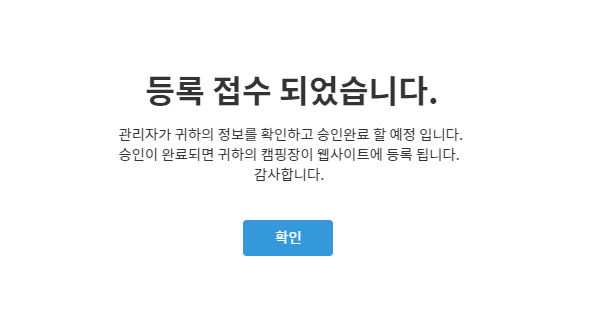 등록 접수 되었습니다.
관리자가 귀하의 정보를 확인하고 승인완료 할 예정 입니다.
승인이 완료되면 귀하의 캠핑장이 웹사이트에 등록 됩니다.
감사합니다.
확인